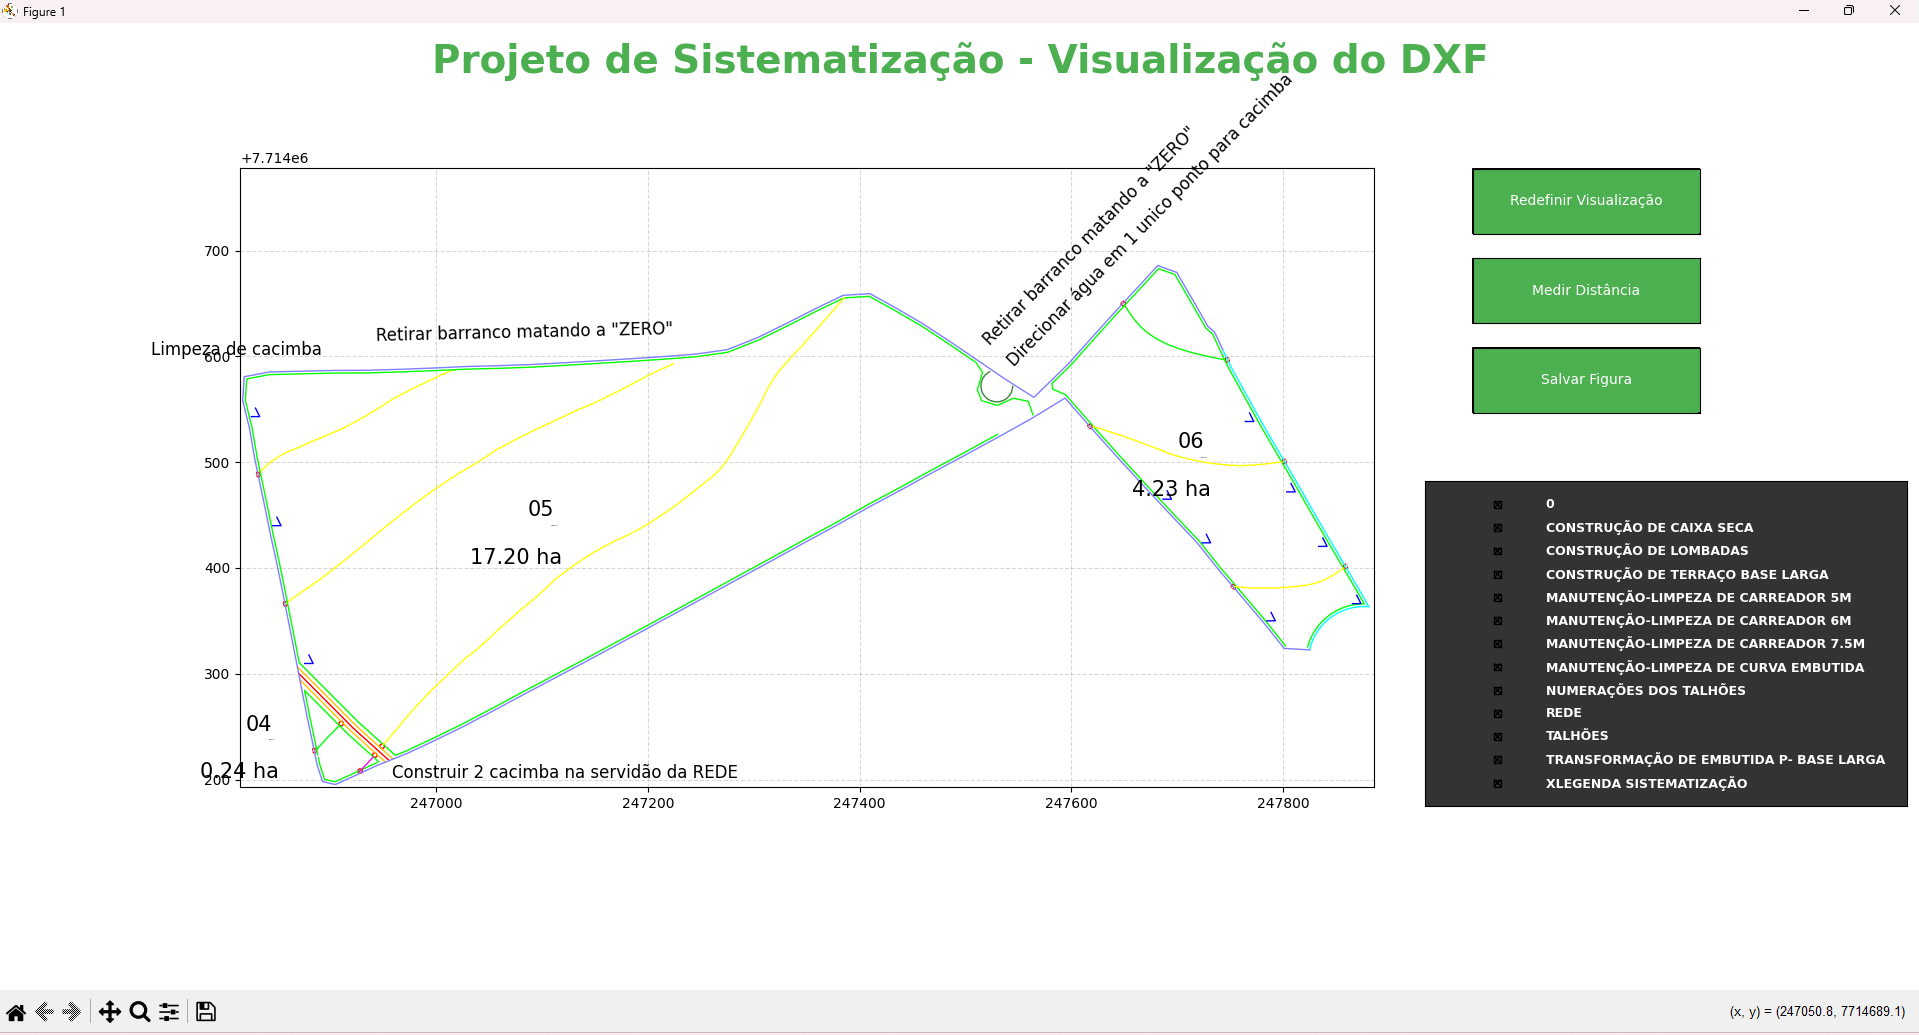 Figure 1
Projeto de Sistematização - Visualização do DXF
+7.714e6
Retirar barranco matando a "ZERO"
Direcionar água em 1 unico ponto para cacimba
Retirar barranco matando a "ZERO"
Limpeza de cacimba
700
600
500
400
300
200
05
17.20 ha
06
4.23 ha
04
0.24 ha
Construir 2 cacimba na servidão da REDE
247000
247200
247400
247600
247800
Redefinir Visualização
Medir Distância
Salvar Figura
0
CONSTRUÇÃO DE CAIXA SECA
CONSTRUÇÃO DE LOMBADAS
CONSTRUÇÃO DE TERRAÇO BASE LARGA
MANUTENÇÃO-LIMPEZA DE CARREADOR 5M
MANUTENÇÃO-LIMPEZA DE CARREADOR 6M
MANUTENÇÃO-LIMPEZA DE CARREADOR 7.5M
MANUTENÇÃO-LIMPEZA DE CURVA EMBUTIDA
NUMERAÇÕES DOS TALHÕES
REDE
TALHÕES
TRANSFORMAÇÃO DE EMBUTIDA P- BASE LARGA
XLEGENDA SISTEMATIZAÇÃO
(x, y) = (247050.8, 7714689.1)